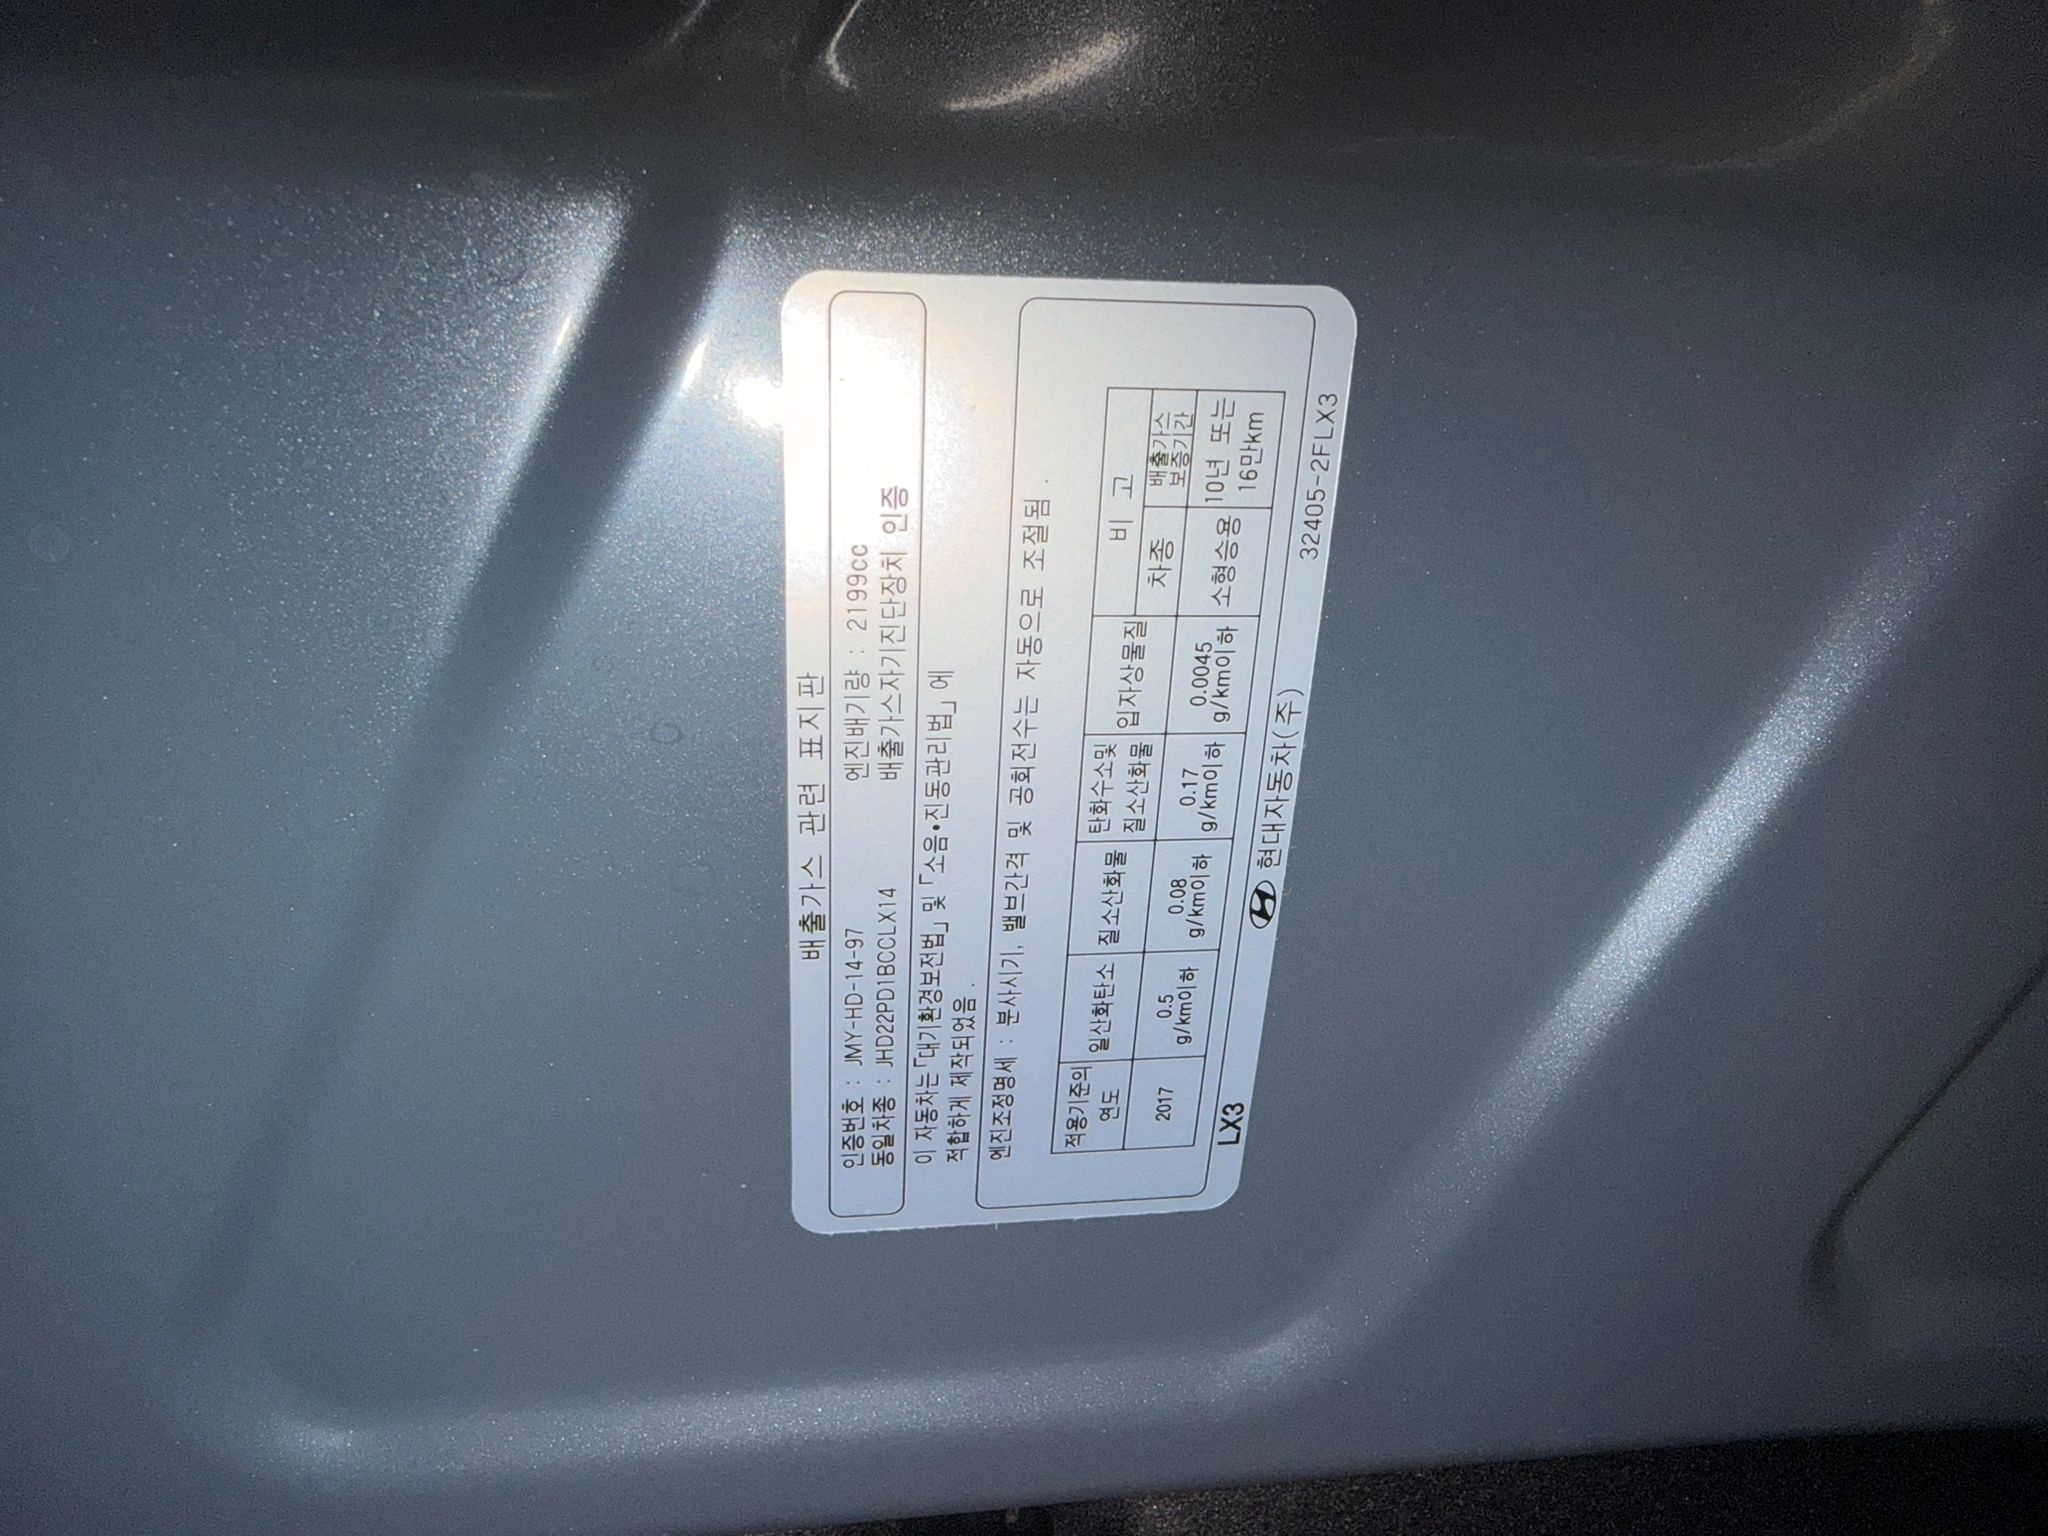 배출가스 관련 표지판
인증번호 : JMY-HD-14-97 엔진배기량 : 2199cc
동일차종 : JHD22PD1BCCLX14 배출가스자기진단장치 인증
이 자동차는「대기환경보전법」및「소음•진동관리법」에
적합하게 제작되었음.
엔진조정명세 : 분사시기, 밸브간격 및 공회전수는 자동으로 조절됨.
적용기준의 연도 일산화탄소 질소산화물 탄화수소및 질소산화물 입자상물질 비 고
차종 배출가스 보증기간
2017 0.5 g/km이하 0.08 g/km이하 0.17 g/km이하 0.0045 g/km이하 소형승용 10년 또는 16만km
LX3 현대자동차(주) 32405-2FLX3